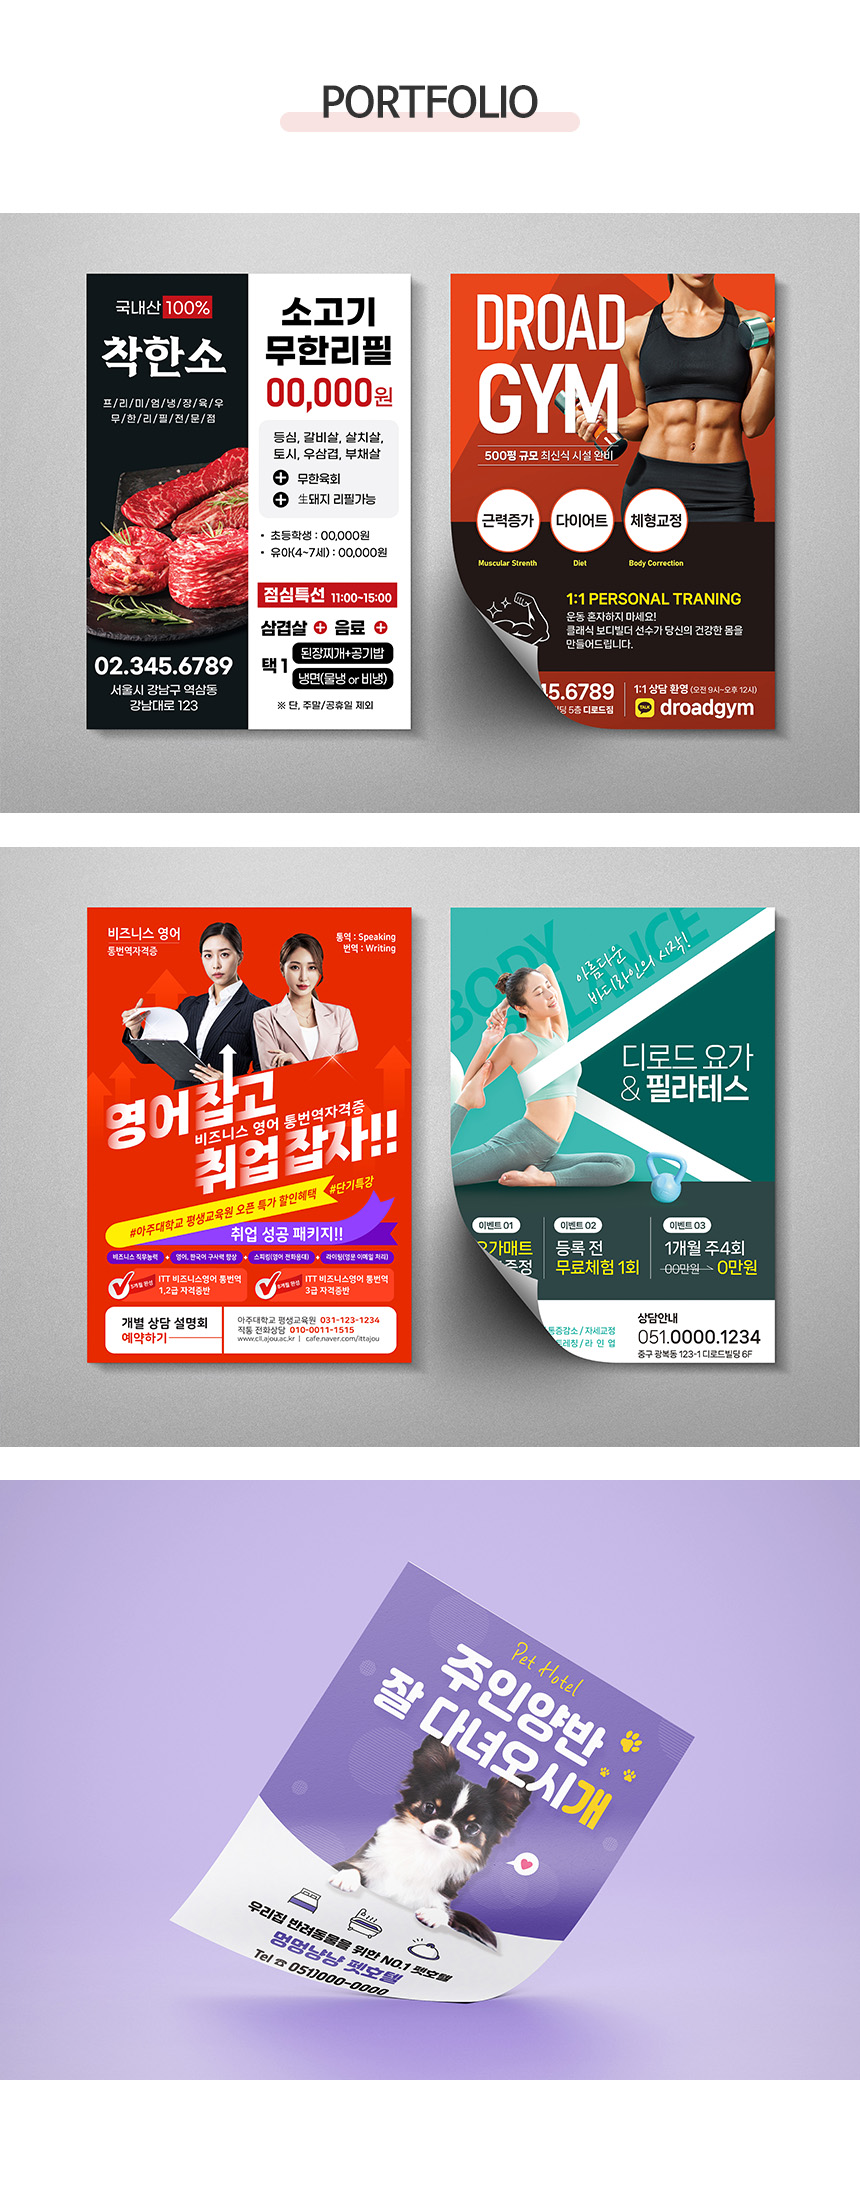 PORTFOLIO
국내산 100%
착한소
프/리/미/엄/냉/장/육/우
무/한/리/필/전/문/점
02.345.6789
서울시 강남구 역삼동
강남대로 123
소고기
무한리필
00,000원
등심, 갈비살, 살치살,
토시, 우삼겹, 부채살
무한육회
生돼지 리필가능
• 초등학생 : 00,000원
• 유아(4~7세) : 00,000원
점심특선 11:00~15:00
삼겹살 + 음료 +
택 1
된장찌개+공기밥
냉면(물냉 or 비냉)
※ 단, 주말/공휴일 제외
DROAD
GYM
500평 규모 최신식 시설 완비
근력증가 다이어트 체형교정
Muscular Strenth Diet Body Correction
1:1 PERSONAL TRANING
운동 혼자하지 마세요!
클래식 보디빌더 선수가 당신의 건강한 몸을
만들어드립니다.
45.6789
딩 5층 디로드짐
1:1 상담 환영 (오전 9시~오후 12시)
TALK droadgym
비즈니스 영어
통번역자격증
통역 : Speaking
번역 : Writing
영어잡고
비즈니스 영어 통번역자격증
취업잡자!!
#아주대학교 평생교육원 오픈 특가 할인혜택 #단기특강
취업 성공 패키지!!
비즈니스 직무능력 + 영어, 한국어 구사력 향상 + 스피킹(영어 전화응대) + 라이팅(영문 이메일 처리)
ITT 비즈니스영어 통번역
1,2급 자격증반
ITT 비즈니스영어 통번역
3급 자격증반
개별 상담 설명회
예약하기
아주대학교 평생교육원 031-123-1234
직통 전화상담 010-0011-1515
www.cll.ajou.ac.kr | cafe.naver.com/ittajou
BODY
BALANCE
아름다운
바디라인의 시작!
디로드 요가
& 필라테스
이벤트 01
요가매트
증정
이벤트 02
등록 전
무료체험 1회
이벤트 03
1개월 주4회
00만원 → 0만원
통증감소 / 자세교정
트레칭 / 라 인 업
상담안내
051.0000.1234
중구 광복동 123-1 디로드빌딩 6F
Pet Hotel
주인양반
잘 다녀오시개
우리집 반려동물을 위한 NO.1 펫호텔
멍멍냥냥 펫호텔
Tel ☎ 051)000-0000